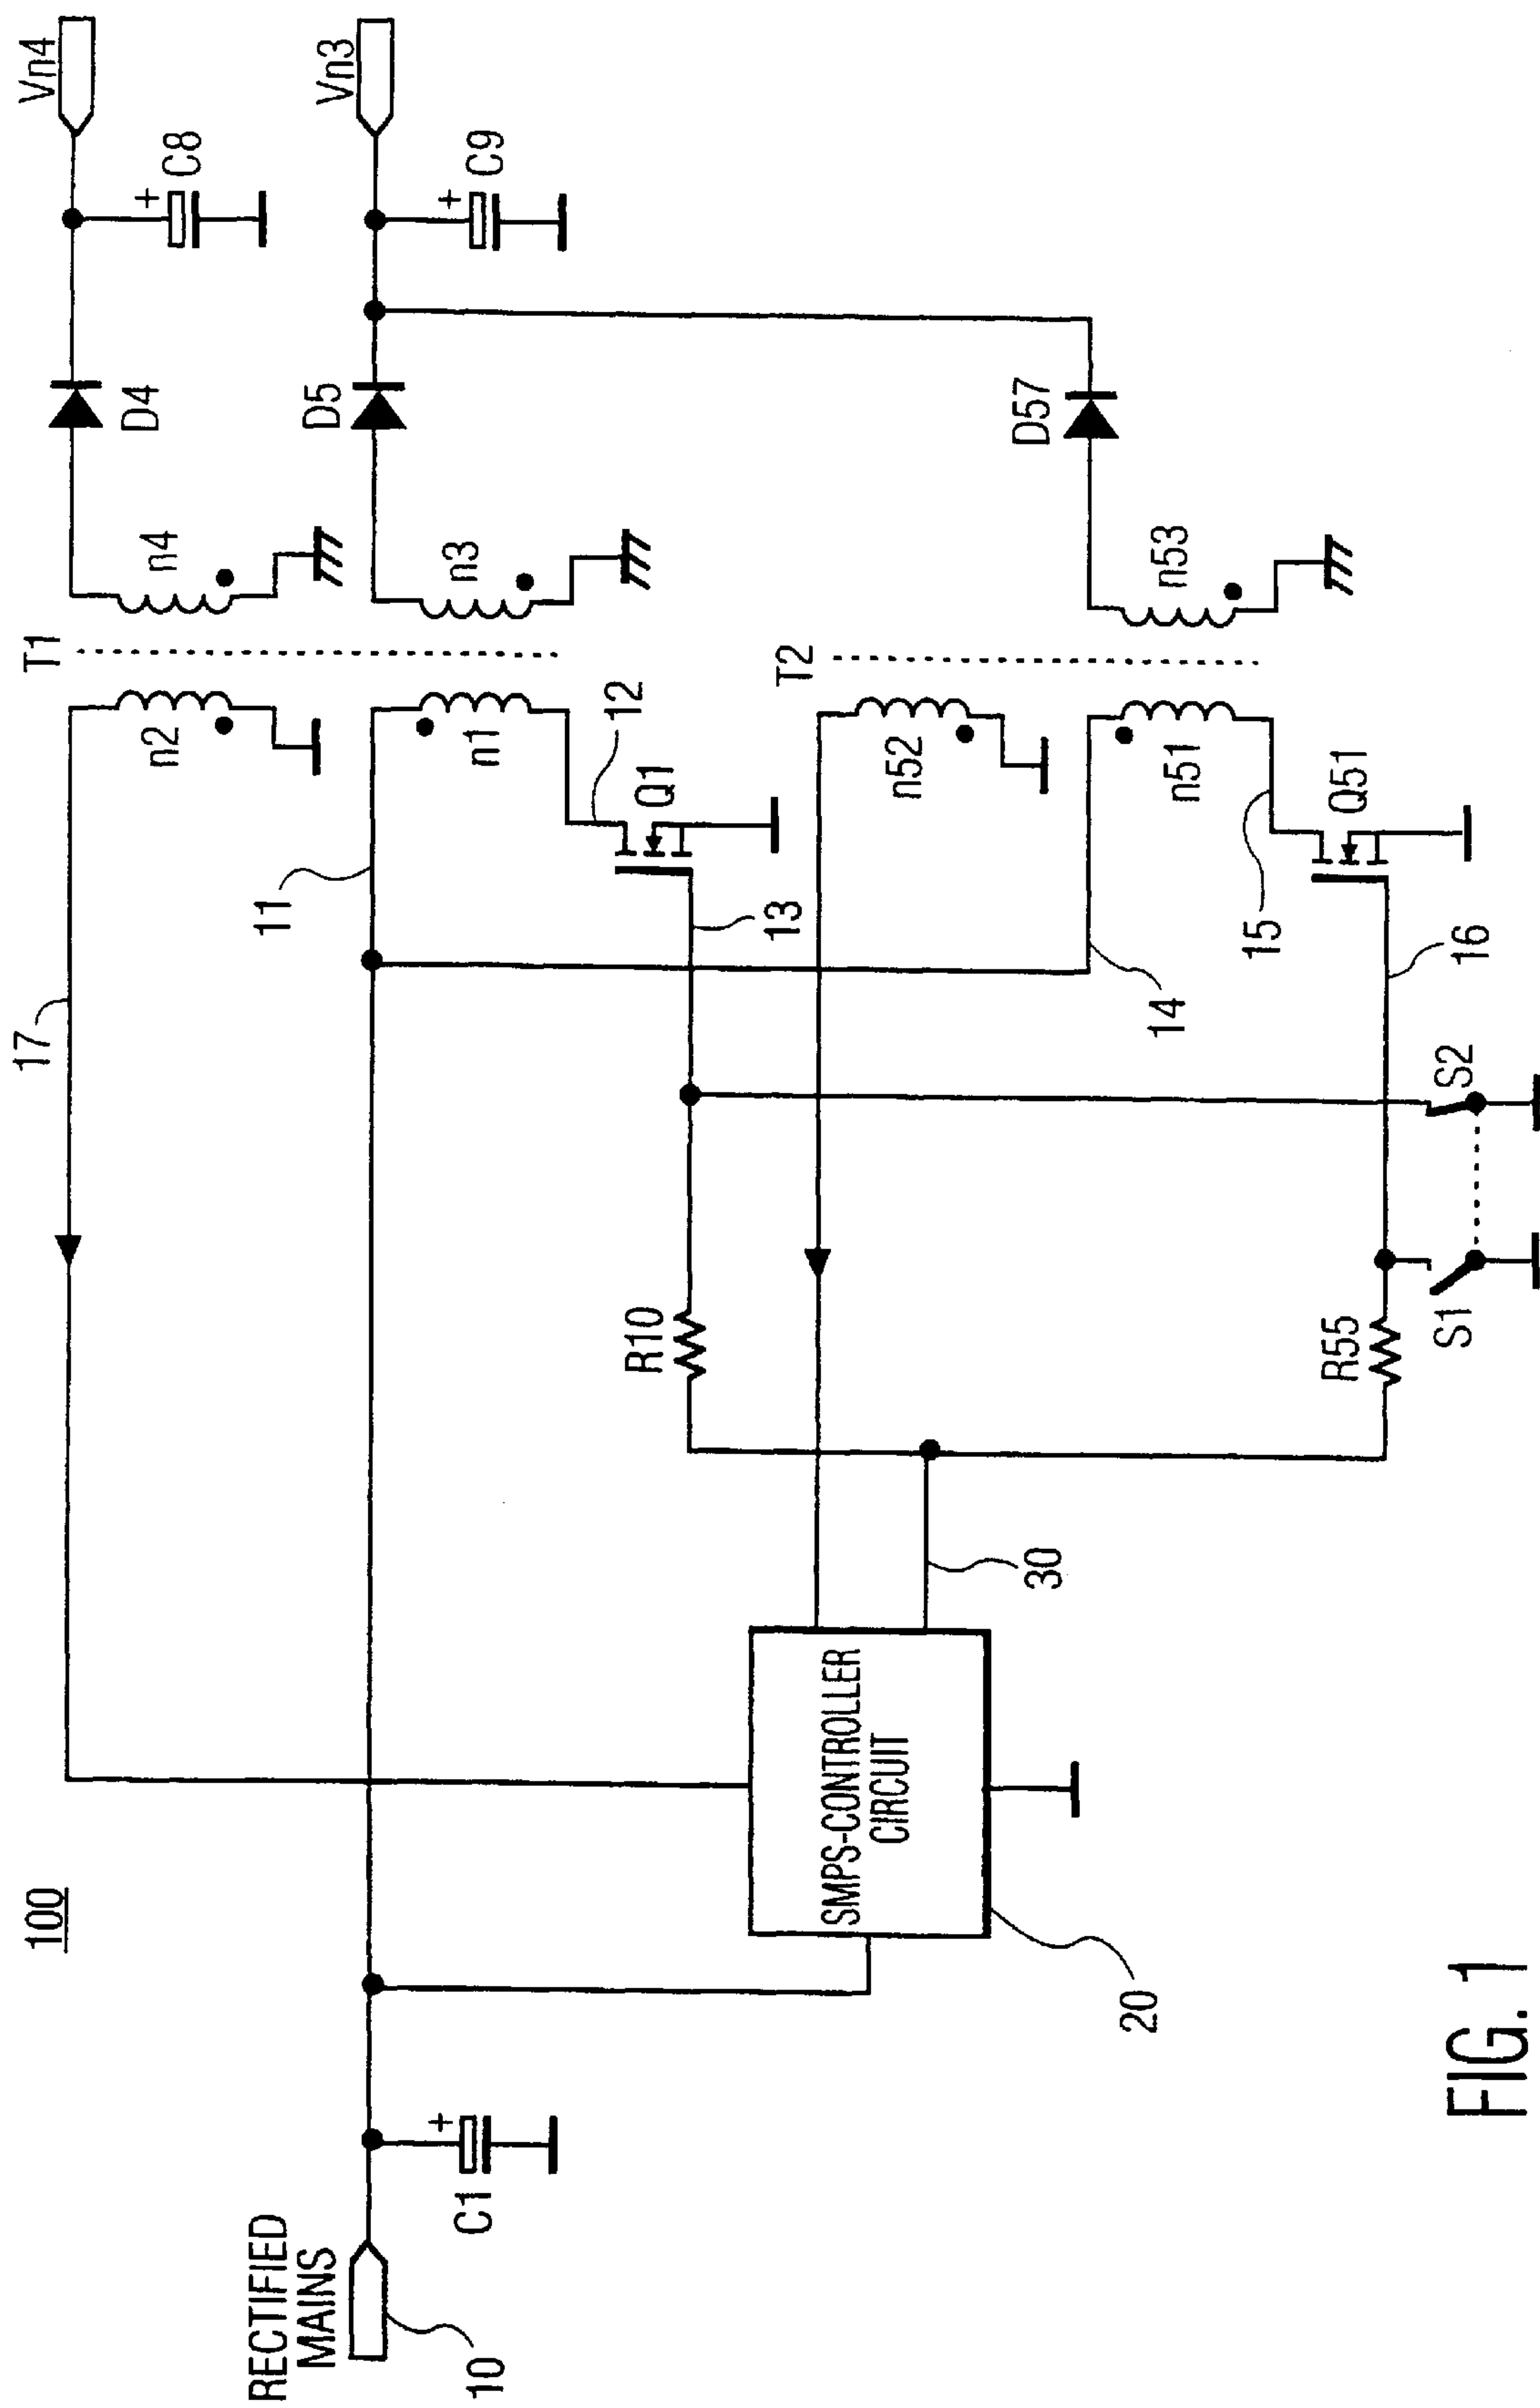 100
17
T1
n2
n4
D4
C8
+
Vn4
RECTIFIED
MAINS
10
C1
+
11
n1
n3
D5
C9
+
Vn3
12
Q1
13
R10
SMPS-CONTROLLER
CIRCUIT
20
30
T2
n52
14
n51
n53
D57
15
Q51
16
R55
S1
S2
FIG. 1